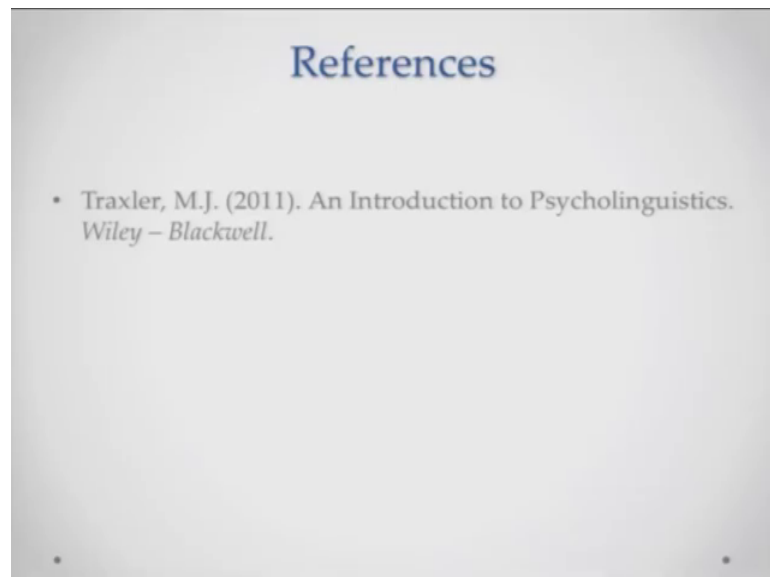 References
• Traxler, M.J. (2011). An Introduction to Psycholinguistics.
Wiley – Blackwell.